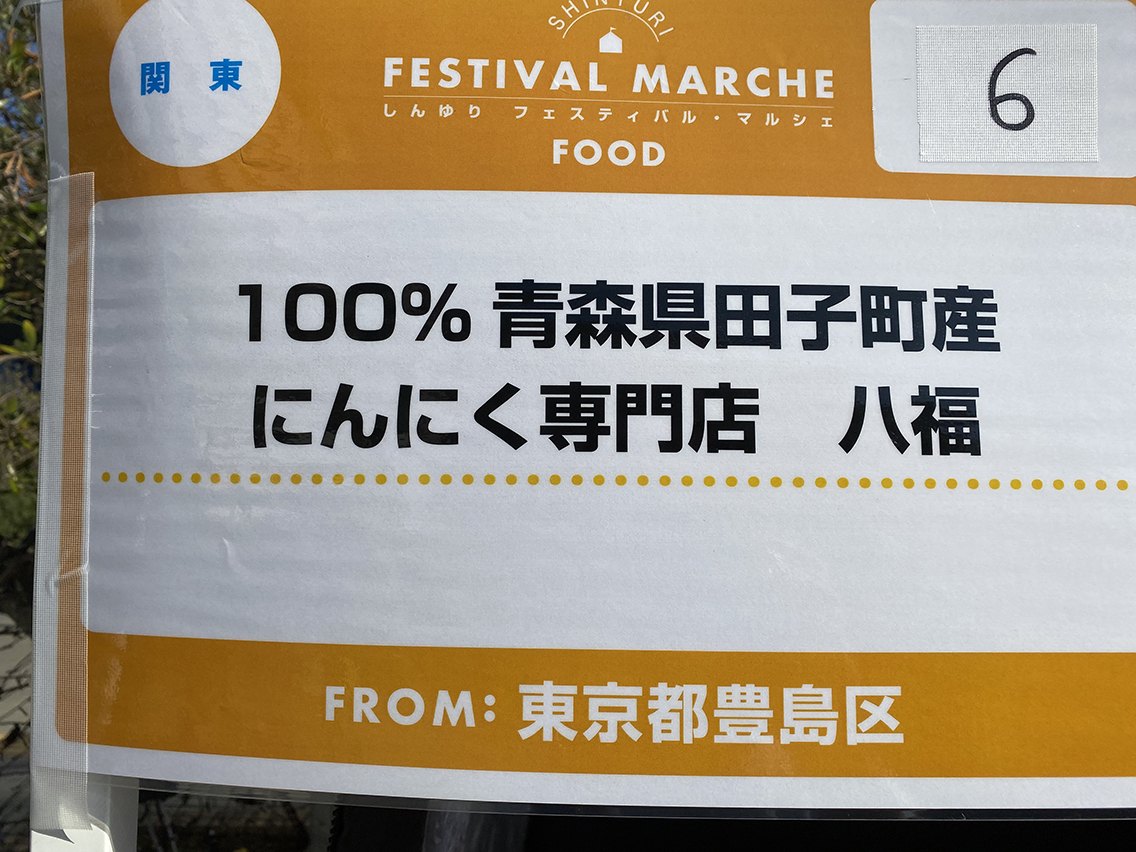 関東
SHINYURI
FESTIVAL MARCHE
しんゆり フェスティバル・マルシェ
FOOD
6
100% 青森県田子町産
にんにく専門店 八福
FROM: 東京都豊島区